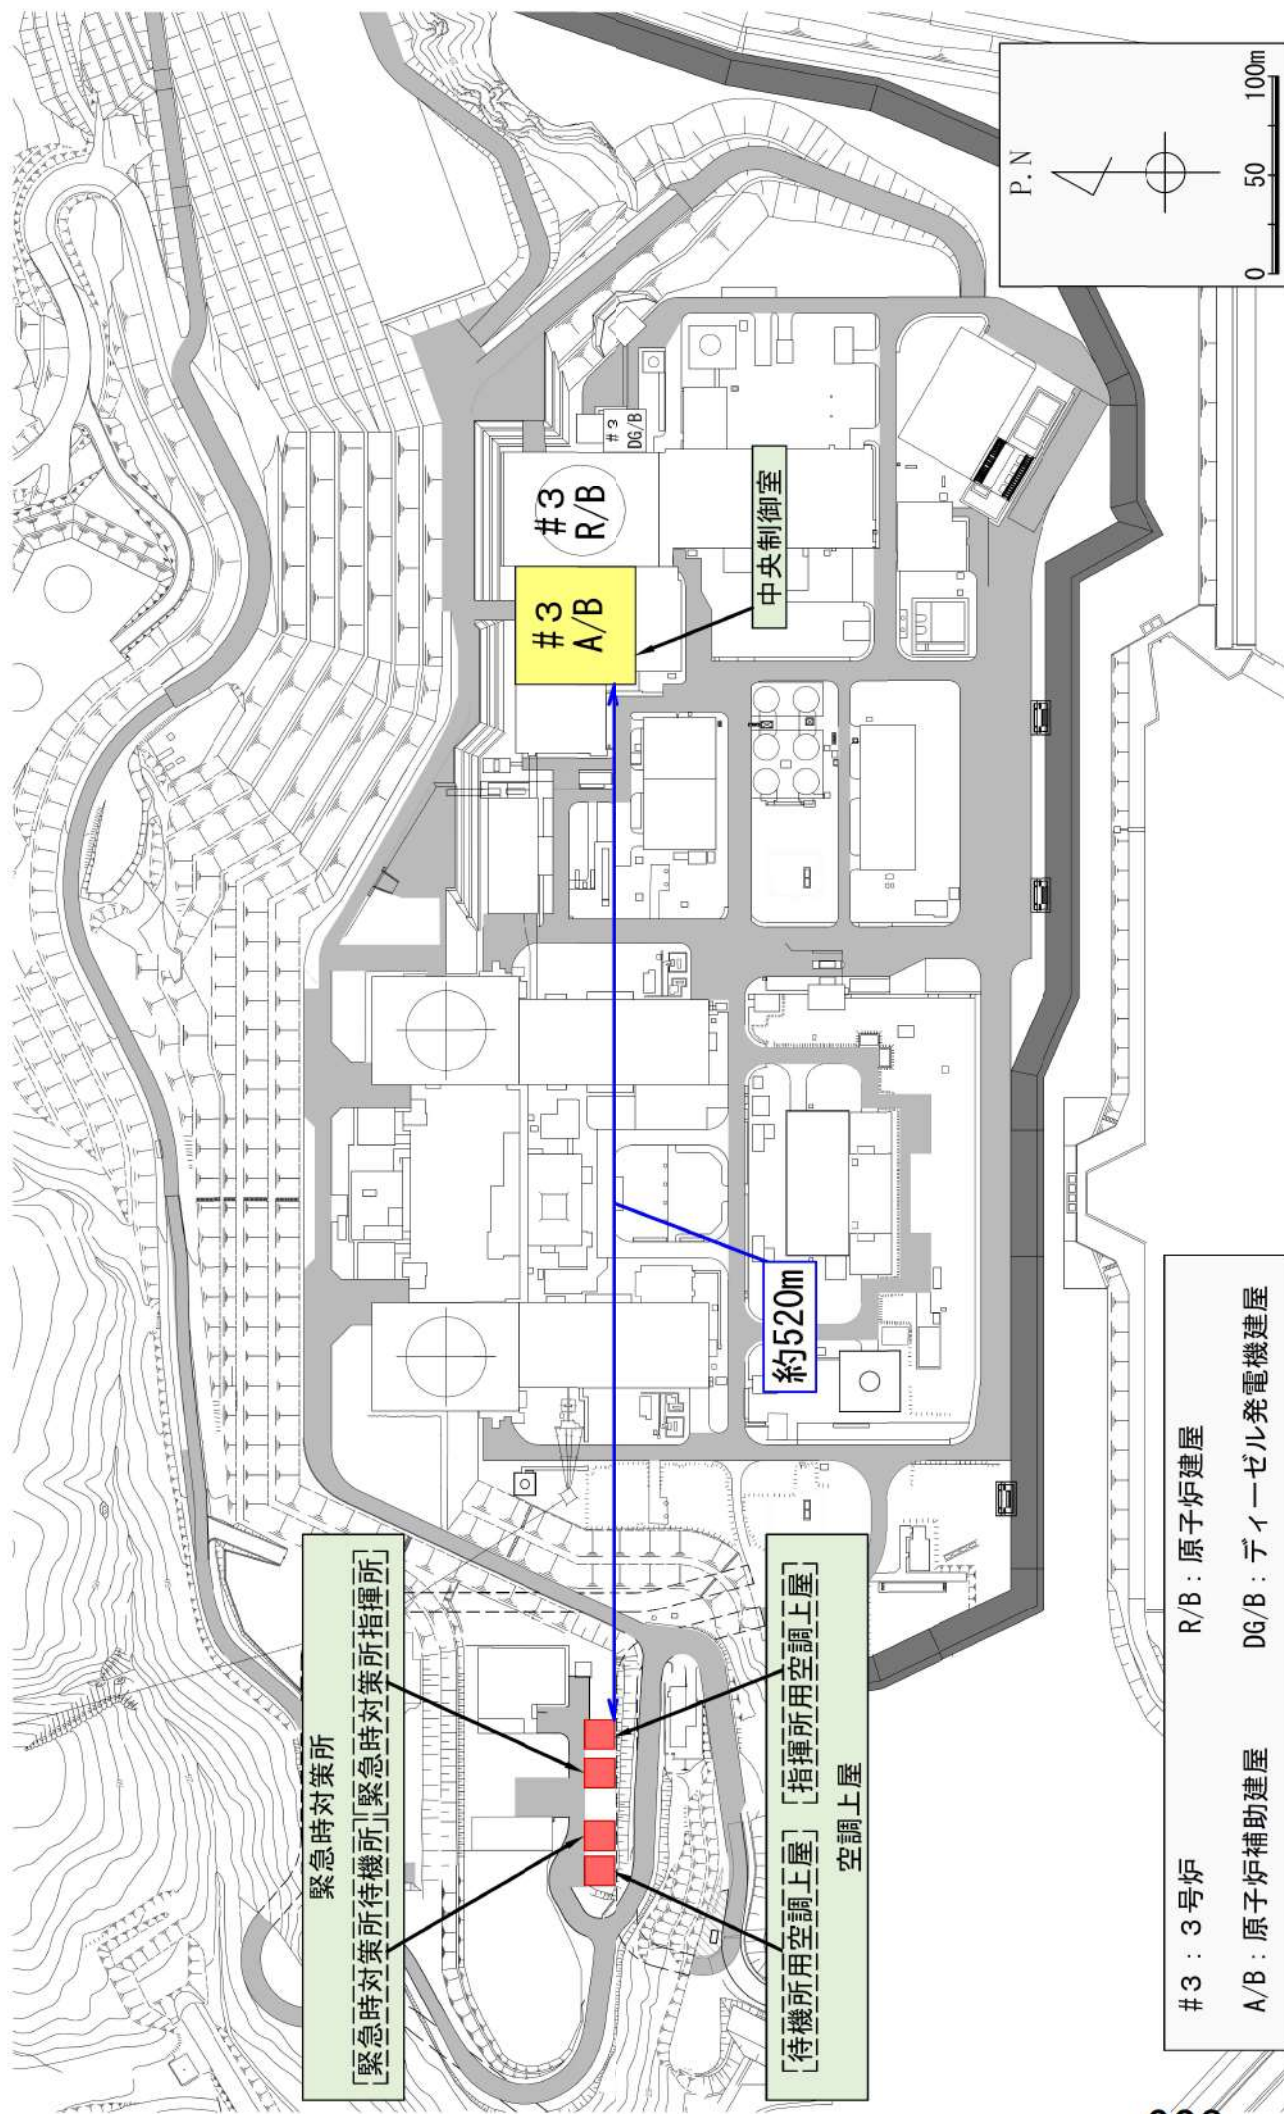 緊急時対策所
[緊急時対策所待機所][緊急時対策所指揮所]
[待機所用空調上屋] [指揮所用空調上屋]
空調上屋
約520m
#3
A/B
#3
R/B
#3
DG/B
中央制御室
P.N
0 50 100m
#3:3号炉 R/B:原子炉建屋
A/B:原子炉補助建屋 DG/B:ディーゼル発電機建屋